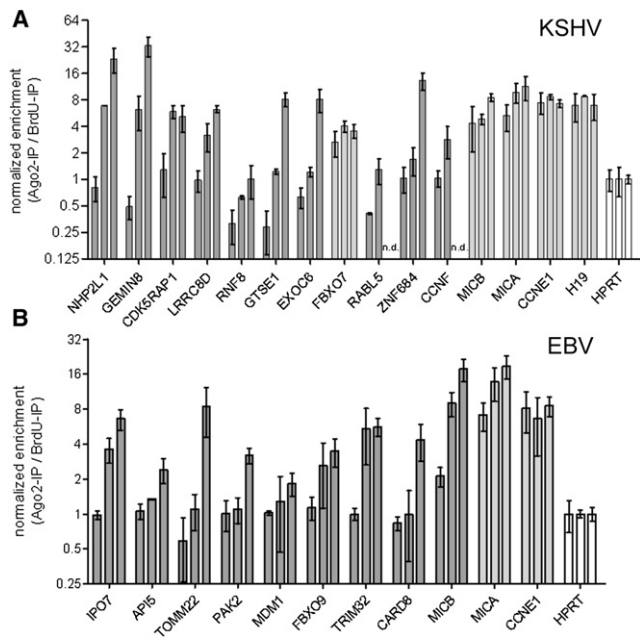 A
KSHV
normalized enrichment
(Ago2-IP / BrdU-IP)
64
32
16
8
4
2
1
0.5
0.25
0.125
n.d.
n.d.
NHP2L1
GEMIN8
CDK5RAP1
LRRC8D
RNF8
GTSE1
EXOC6
FBXO7
RABL5
ZNF684
CCNF
MICB
MICA
CCNE1
H19
HPRT
B
EBV
normalized enrichment
(Ago2-IP / BrdU-IP)
32
16
8
4
2
1
0.5
0.25
IPO7
API5
TOMM22
PAK2
MDM1
FBXO9
TRIM32
CARD8
MICB
MICA
CCNE1
HPRT